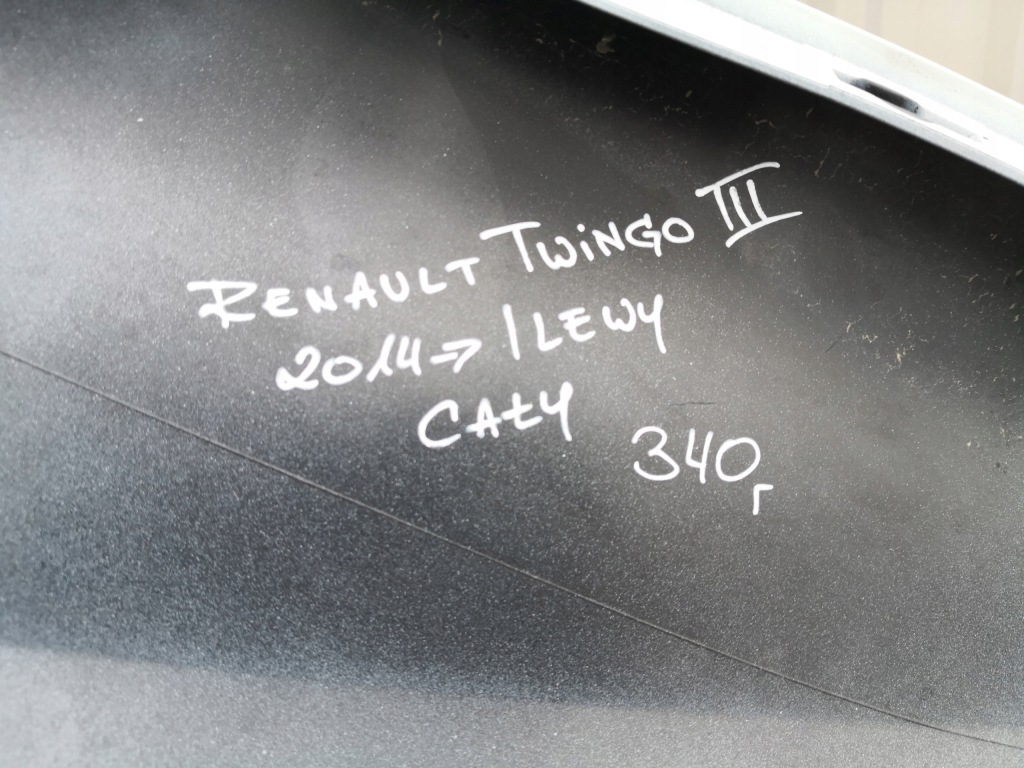 RENAULT TWiNGO III
2014→ / LEWY
CAŁY
340
r